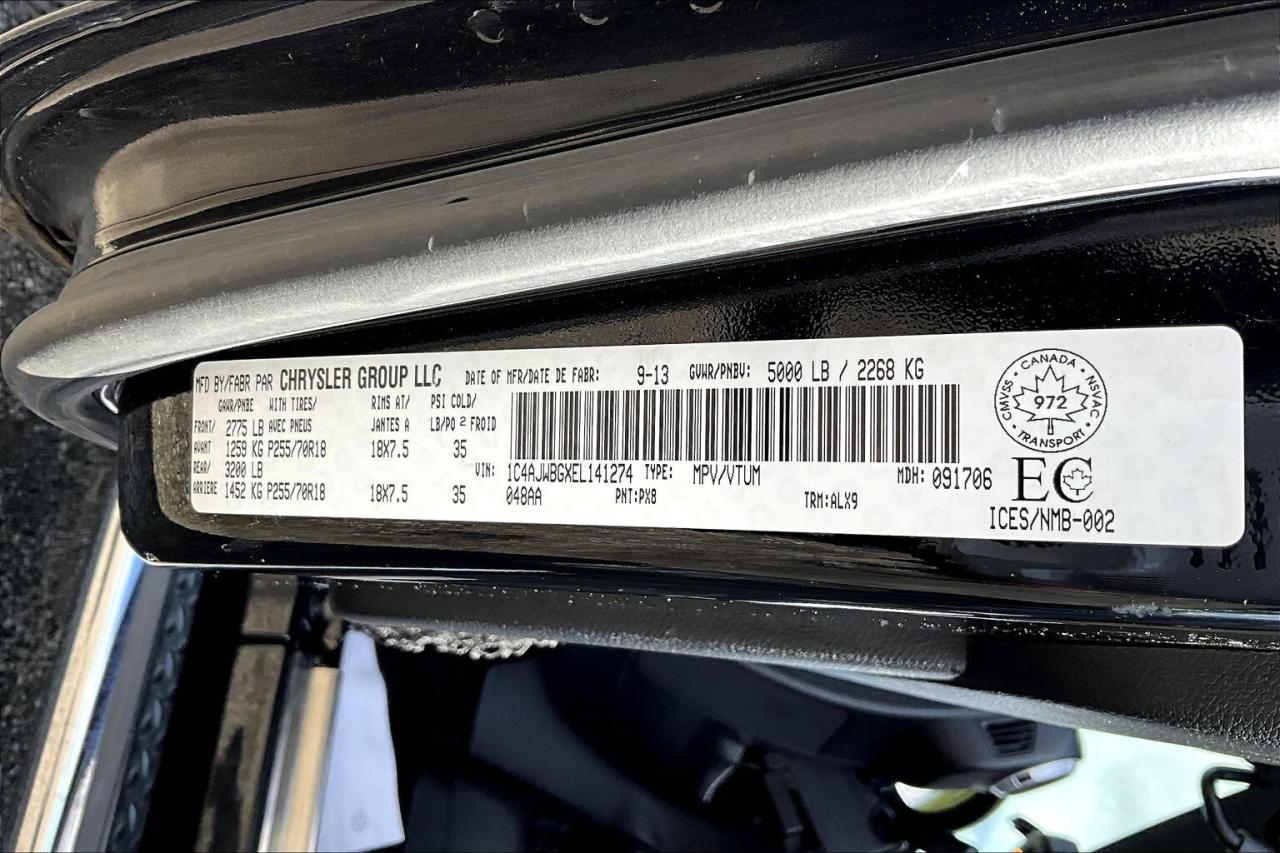 MFD BY/FABR PAR CHRYSLER GROUP LLC DATE OF MFR/DATE DE FABR: 9-13 GVWR/PNBV: 5000 LB / 2268 KG
GAWR/PNBE WITH TIRES/ RIMS AT/ PSI COLD/
FRONT/ 2775 LB AVEC PNEUS JANTES A LB/PO² FROID
AVANT 1259 KG P255/70R18 18X7.5 35
REAR/ 3200 LB
ARRIERE 1452 KG P255/70R18 18X7.5 35
VIN: 1C4AJWBGXEL141274 TYPE: MPV/VTUM MDH: 091706
048AA PNT:PX8 TRM:ALX9
CANADA
CMVSS 972 NSVAC
TRANSPORT
EC
ICES/NMB-002